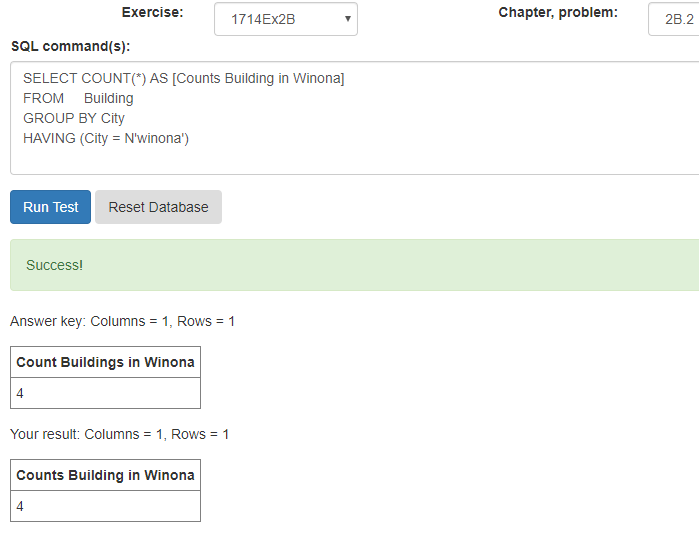 Exercise: 1714Ex2B Chapter, problem: 2B.2
SQL command(s):
SELECT COUNT(*) AS [Counts Building in Winona]
FROM Building
GROUP BY City
HAVING (City = N'winona')
Run Test Reset Database
Success!
Answer key: Columns = 1, Rows = 1
Count Buildings in Winona
4
Your result: Columns = 1, Rows = 1
Counts Building in Winona
4